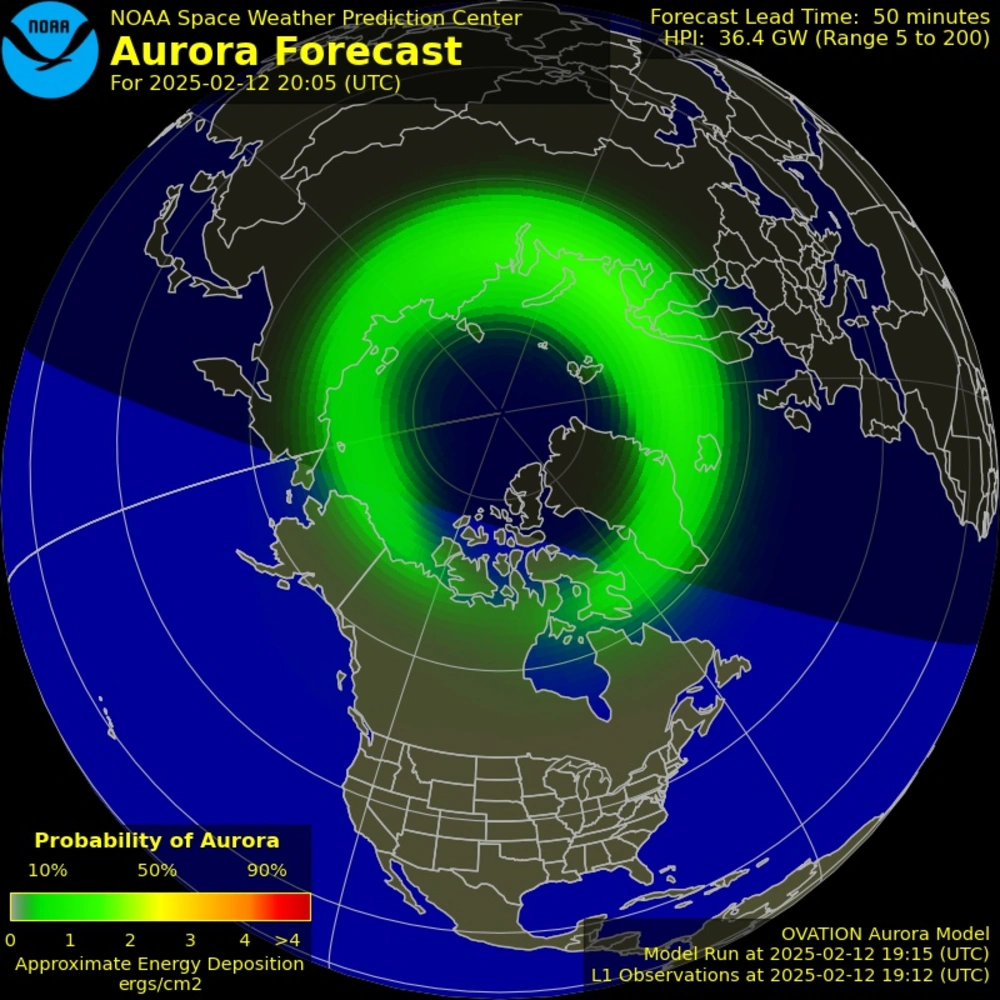 NOAA
NOAA Space Weather Prediction Center
Aurora Forecast
For 2025-02-12 20:05 (UTC)
Forecast Lead Time: 50 minutes
HPI: 36.4 GW (Range 5 to 200)
Probability of Aurora
10% 50% 90%
0 1 2 3 4 >4
Approximate Energy Deposition
ergs/cm2
OVATION Aurora Model
Model Run at 2025-02-12 19:15 (UTC)
L1 Observations at 2025-02-12 19:12 (UTC)